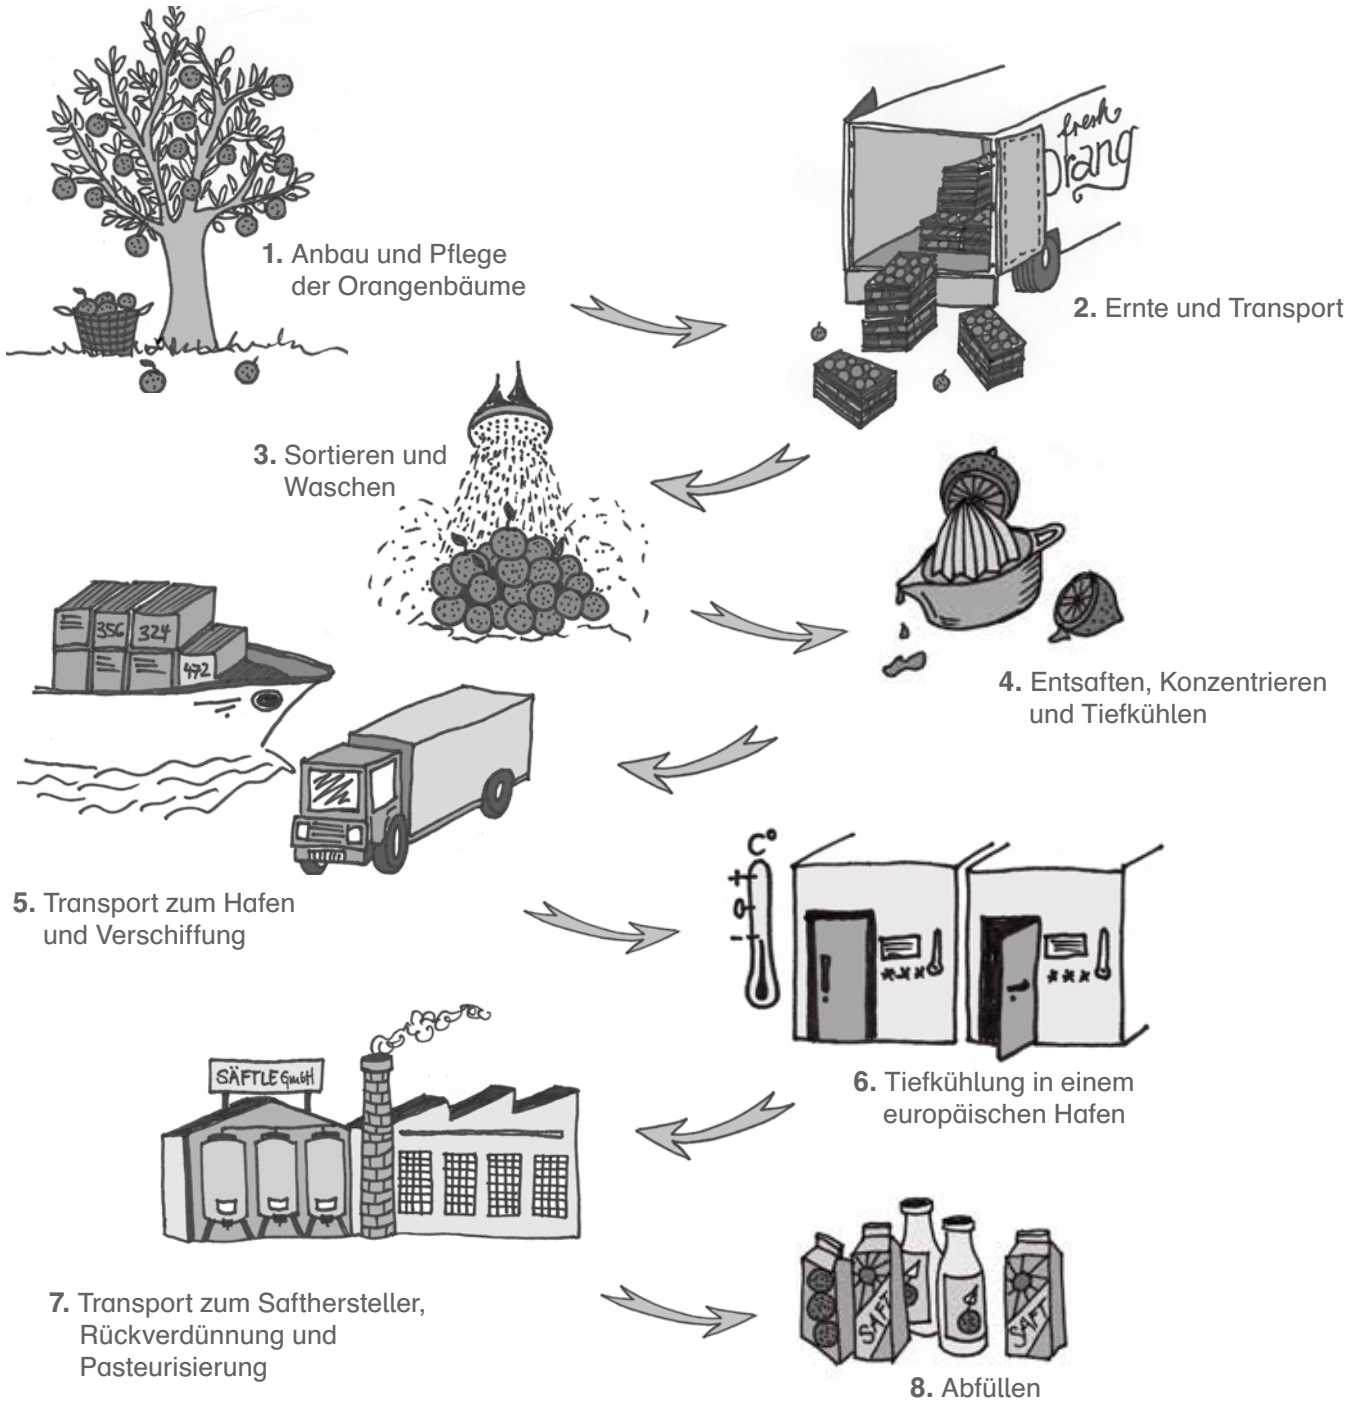 1. Anbau und Pflege
der Orangenbäume
fresh
Orang
2. Ernte und Transport
3. Sortieren und
Waschen
4. Entsaften, Konzentrieren
und Tiefkühlen
356 324
472
5. Transport zum Hafen
und Verschiffung
C°
+
0
-
***
***
6. Tiefkühlung in einem
europäischen Hafen
SÄFTLE GmbH
7. Transport zum Safthersteller,
Rückverdünnung und
Pasteurisierung
SAFT
SAFT
8. Abfüllen